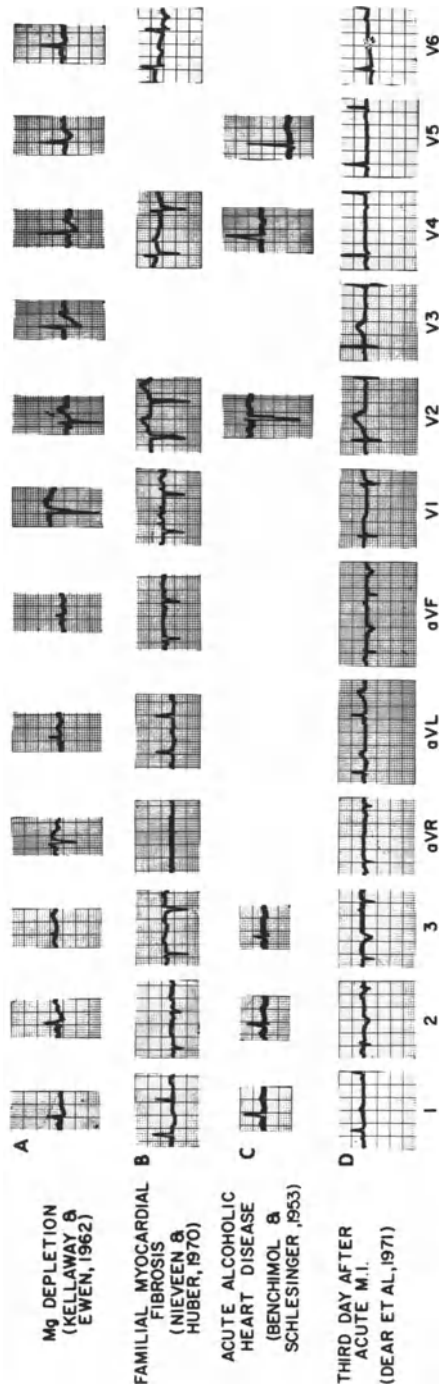 A
Mg DEPLETION
(KELLAWAY &
EWEN, 1962)
B
FAMILIAL MYOCARDIAL
FIBROSIS
(NIEVEEN &
HUBER, 1970)
C
ACUTE ALCOHOLIC
HEART DISEASE
(BENCHIMOL &
SCHLESINGER, 1953)
D
THIRD DAY AFTER
ACUTE M.I.
(DEAR ET AL, 1971)
1 2 3 aVR aVL aVF V1 V2 V3 V4 V5 V6